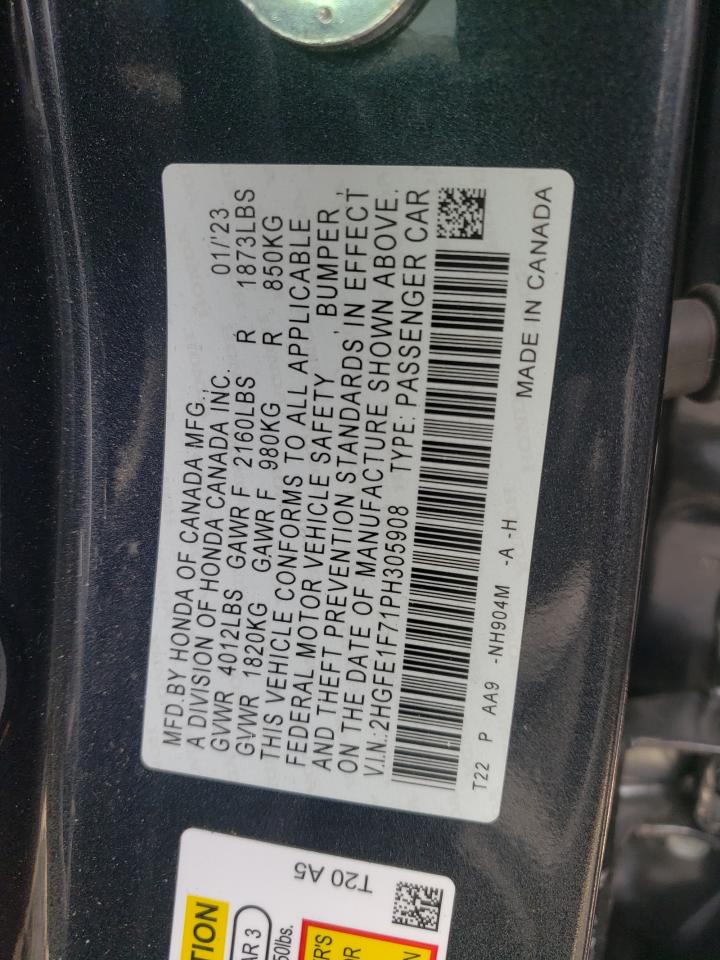 MFD.BY HONDA OF CANADA MFG.,
A DIVISION OF HONDA CANADA INC. 01/'23
GVWR 4012LBS GAWR F 2160LBS R 1873LBS
GVWR 1820KG GAWR F 980KG R 850KG
THIS VEHICLE CONFORMS TO ALL APPLICABLE
FEDERAL MOTOR VEHICLE SAFETY , BUMPER ,
AND THEFT PREVENTION STANDARDS IN EFFECT
ON THE DATE OF MANUFACTURE SHOWN ABOVE.
V.I.N.:2HGFE1F71PH305908 TYPE: PASSENGER CAR
T22 P AA9 -NH904M -A -H
MADE IN CANADA
T20 A5